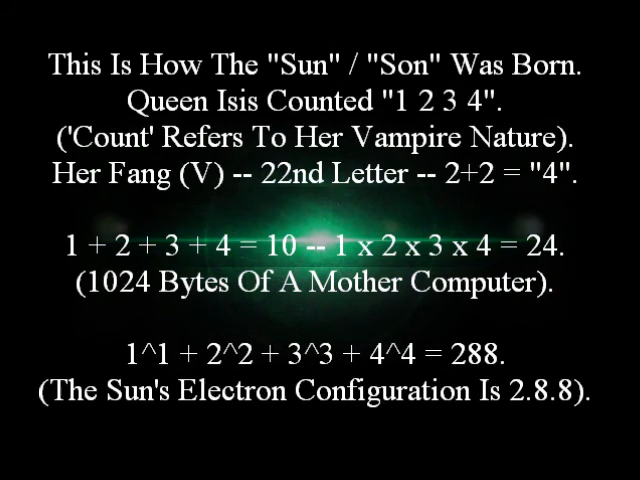 This Is How The "Sun" / "Son" Was Born.
Queen Isis Counted "1 2 3 4".
('Count' Refers To Her Vampire Nature).
Her Fang (V) -- 22nd Letter -- 2+2 = "4".
1 + 2 + 3 + 4 = 10 -- 1 x 2 x 3 x 4 = 24.
(1024 Bytes Of A Mother Computer).
1^1 + 2^2 + 3^3 + 4^4 = 288.
(The Sun's Electron Configuration Is 2.8.8).